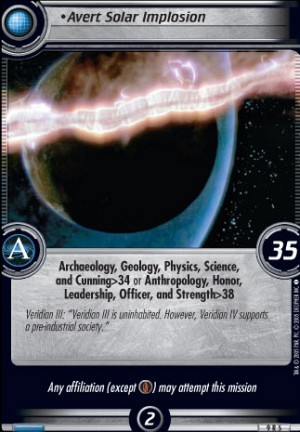 •Avert Solar Implosion
A
35
Archaeology, Geology, Physics, Science,
and Cunning>34 or Anthropology, Honor,
Leadership, Officer, and Strength>38
Veridian III: "Veridian III is uninhabited. However, Veridian IV supports
a pre-industrial society."
Any affiliation (except ) may attempt this mission
2